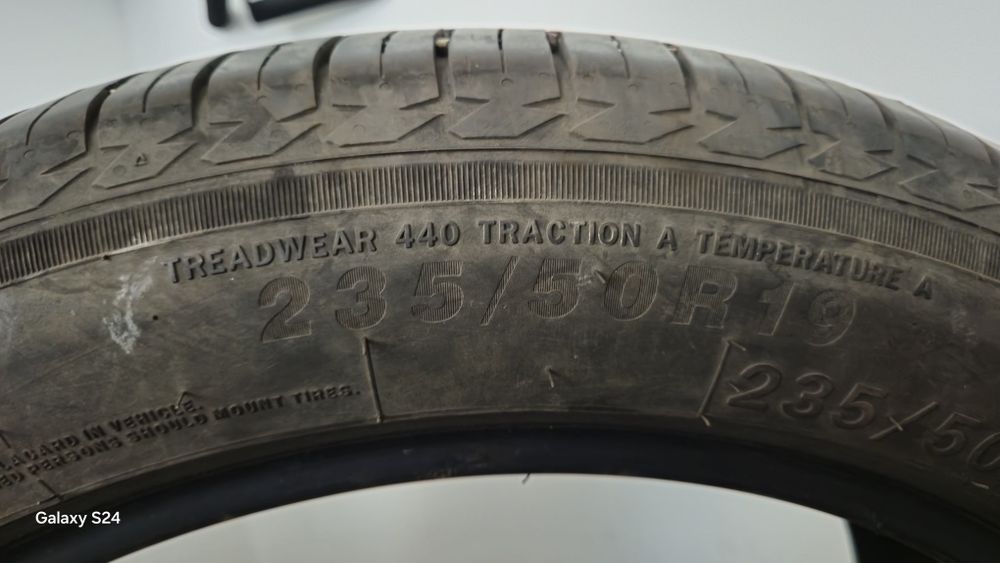 TREADWEAR 440 TRACTION A TEMPERATURE A
235/50R19
235/50
PLACARD IN VEHICLE.
PERSONS SHOULD MOUNT TIRES.
Galaxy S24